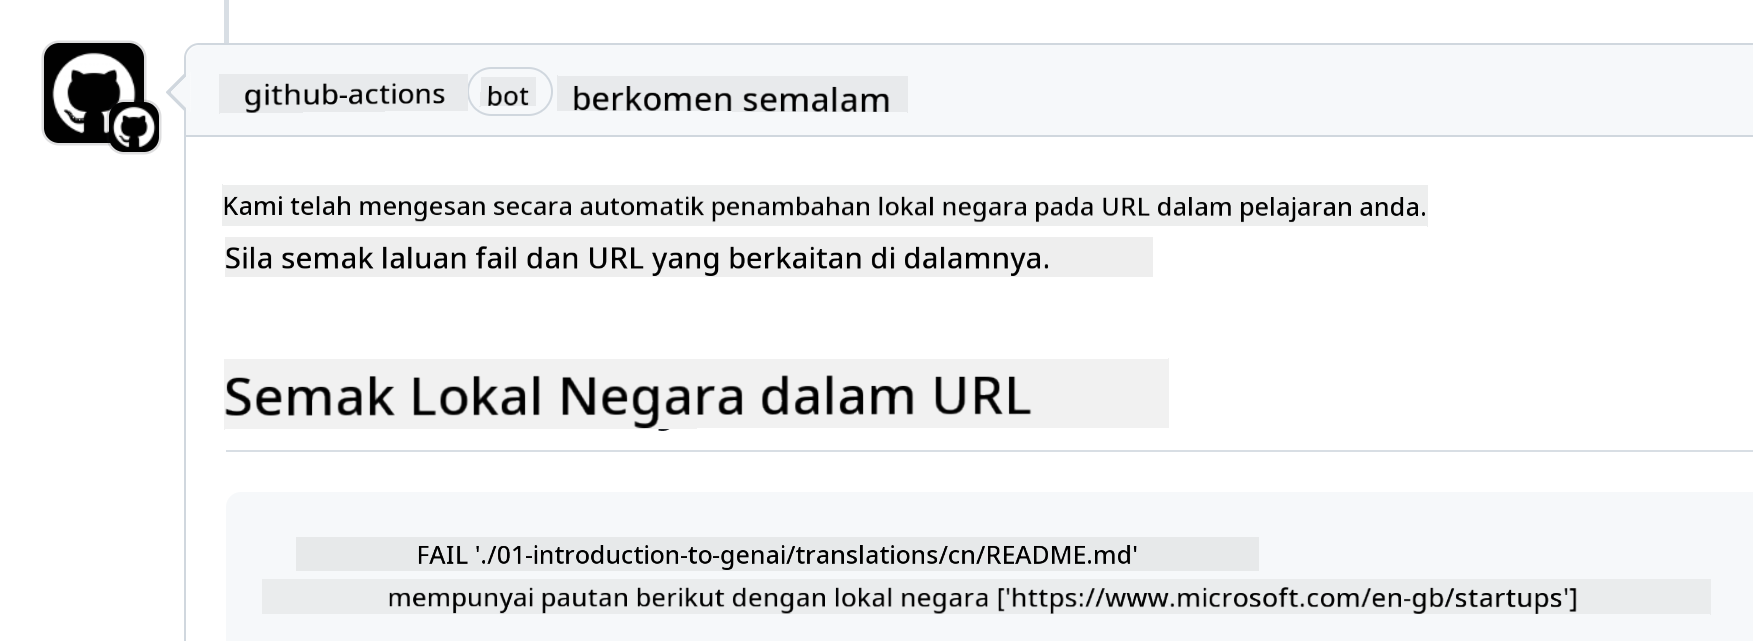 github-actions bot berkomen semalam
Kami telah mengesan secara automatik penambahan lokal negara pada URL dalam pelajaran anda.
Sila semak laluan fail dan URL yang berkaitan di dalamnya.
Semak Lokal Negara dalam URL
FAIL './01-introduction-to-genai/translations/cn/README.md'
mempunyai pautan berikut dengan lokal negara ['https://www.microsoft.com/en-gb/startups']